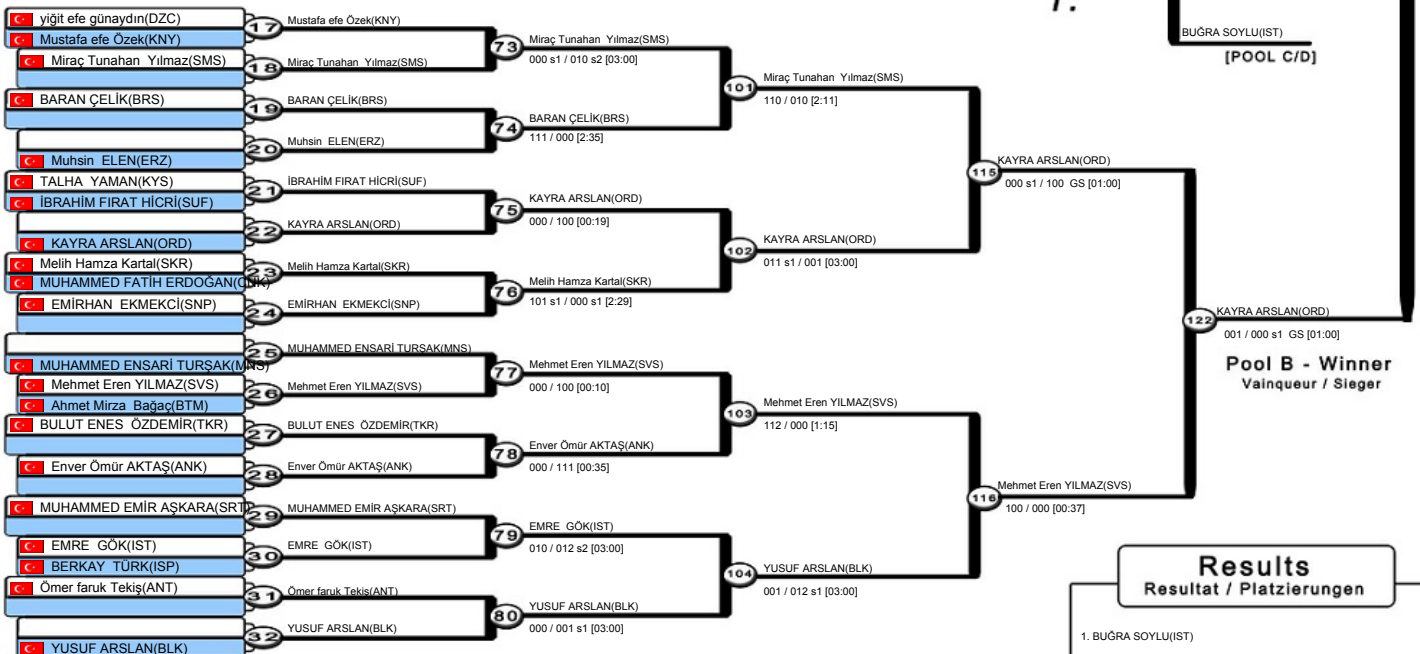 1.
BUĞRA SOYLU(IST)
[POOL C/D]
yiğit efe günaydın(DZC)
Mustafa efe Özek(KNY)
17
Mustafa efe Özek(KNY)
Miraç Tunahan Yılmaz(SMS)
18
Miraç Tunahan Yılmaz(SMS)
73
Miraç Tunahan Yılmaz(SMS)
000 s1 / 010 s2 [03:00]
BARAN ÇELİK(BRS)
19
BARAN ÇELİK(BRS)
Muhsin ELEN(ERZ)
20
Muhsin ELEN(ERZ)
74
BARAN ÇELİK(BRS)
111 / 000 [2:35]
101
Miraç Tunahan Yılmaz(SMS)
110 / 010 [2:11]
TALHA YAMAN(KYS)
İBRAHİM FIRAT HİCRİ(SUF)
21
İBRAHİM FIRAT HİCRİ(SUF)
KAYRA ARSLAN(ORD)
22
KAYRA ARSLAN(ORD)
75
KAYRA ARSLAN(ORD)
000 / 100 [00:19]
Melih Hamza Kartal(SKR)
MUHAMMED FATİH ERDOĞAN(ÇNK)
23
Melih Hamza Kartal(SKR)
EMİRHAN EKMEKCİ(SNP)
24
EMİRHAN EKMEKCİ(SNP)
76
Melih Hamza Kartal(SKR)
101 s1 / 000 s1 [2:29]
102
KAYRA ARSLAN(ORD)
011 s1 / 001 [03:00]
115
KAYRA ARSLAN(ORD)
000 s1 / 100 GS [01:00]
MUHAMMED ENSARİ TURŞAK(MNS)
25
MUHAMMED ENSARİ TURŞAK(MNS)
Mehmet Eren YILMAZ(SVS)
Ahmet Mirza Bağaç(BTM)
26
Mehmet Eren YILMAZ(SVS)
77
Mehmet Eren YILMAZ(SVS)
000 / 100 [00:10]
BULUT ENES ÖZDEMİR(TKR)
27
BULUT ENES ÖZDEMİR(TKR)
Enver Ömür AKTAŞ(ANK)
28
Enver Ömür AKTAŞ(ANK)
78
Enver Ömür AKTAŞ(ANK)
000 / 111 [00:35]
103
Mehmet Eren YILMAZ(SVS)
112 / 000 [1:15]
MUHAMMED EMİR AŞKARA(SRT)
29
MUHAMMED EMİR AŞKARA(SRT)
EMRE GÖK(IST)
BERKAY TÜRK(ISP)
30
EMRE GÖK(IST)
79
EMRE GÖK(IST)
010 / 012 s2 [03:00]
Ömer faruk Tekiş(ANT)
31
Ömer faruk Tekiş(ANT)
YUSUF ARSLAN(BLK)
32
YUSUF ARSLAN(BLK)
80
YUSUF ARSLAN(BLK)
000 / 001 s1 [03:00]
104
YUSUF ARSLAN(BLK)
001 / 012 s1 [03:00]
116
Mehmet Eren YILMAZ(SVS)
100 / 000 [00:37]
122
KAYRA ARSLAN(ORD)
001 / 000 s1 GS [01:00]
Pool B - Winner
Vainqueur / Sieger
Results
Resultat / Platzierungen
1. BUĞRA SOYLU(IST)